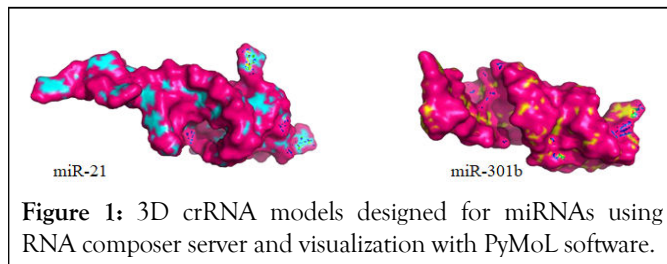 miR-21 miR-301b
Figure 1: 3D crRNA models designed for miRNAs using
RNA composer server and visualization with PyMoL software.